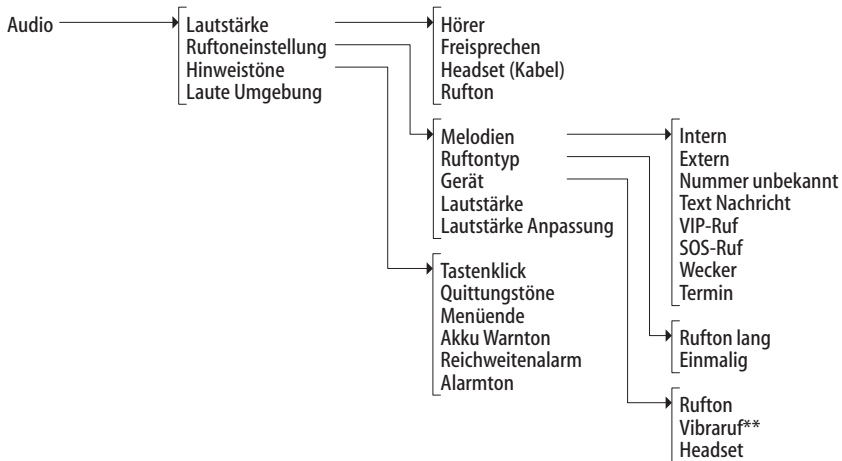 Audio
Lautstärke
Ruftoneinstellung
Hinweistöne
Laute Umgebung
Hörer
Freisprechen
Headset (Kabel)
Rufton
Melodien
Ruftontyp
Gerät
Lautstärke
Lautstärke Anpassung
Tastenklick
Quittungstöne
Menüende
Akku Warnton
Reichweitenalarm
Alarmton
Intern
Extern
Nummer unbekannt
Text Nachricht
VIP-Ruf
SOS-Ruf
Wecker
Termin
Rufton lang
Einmalig
Rufton
Vibraruf**
Headset